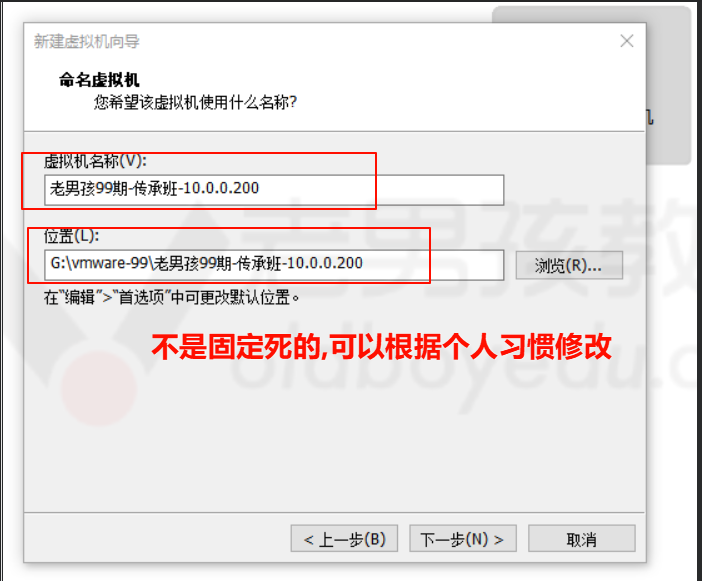 新建虚拟机向导
命名虚拟机
您希望该虚拟机使用什么名称?
虚拟机名称(V):
老男孩99期-传承班-10.0.0.200
位置(L):
G:\vmware-99\老男孩99期-传承班-10.0.0.200
浏览(R)...
在"编辑">"首选项"中可更改默认位置。
不是固定死的,可以根据个人习惯修改
老男孩教
oldboyedu.c
< 上一步(B)
下一步(N) >
取消